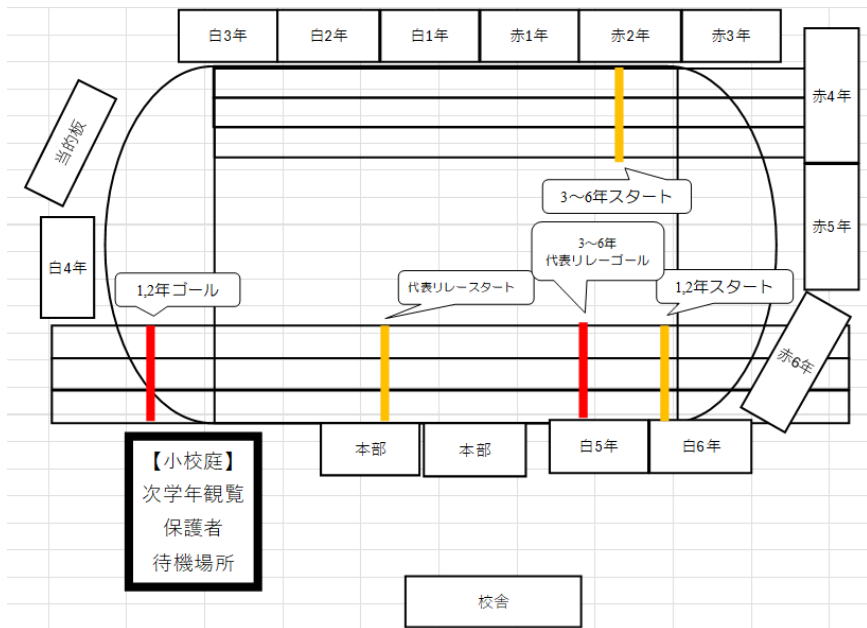 白3年
白2年
白1年
赤1年
赤2年
赤3年
赤4年
当的板
3～6年スタート
赤5年
白4年
3～6年
代表リレーゴール
1,2年ゴール
代表リレースタート
1,2年スタート
赤6年
本部
本部
白5年
白6年
【小校庭】
次学年観覧
保護者
待機場所
校舎